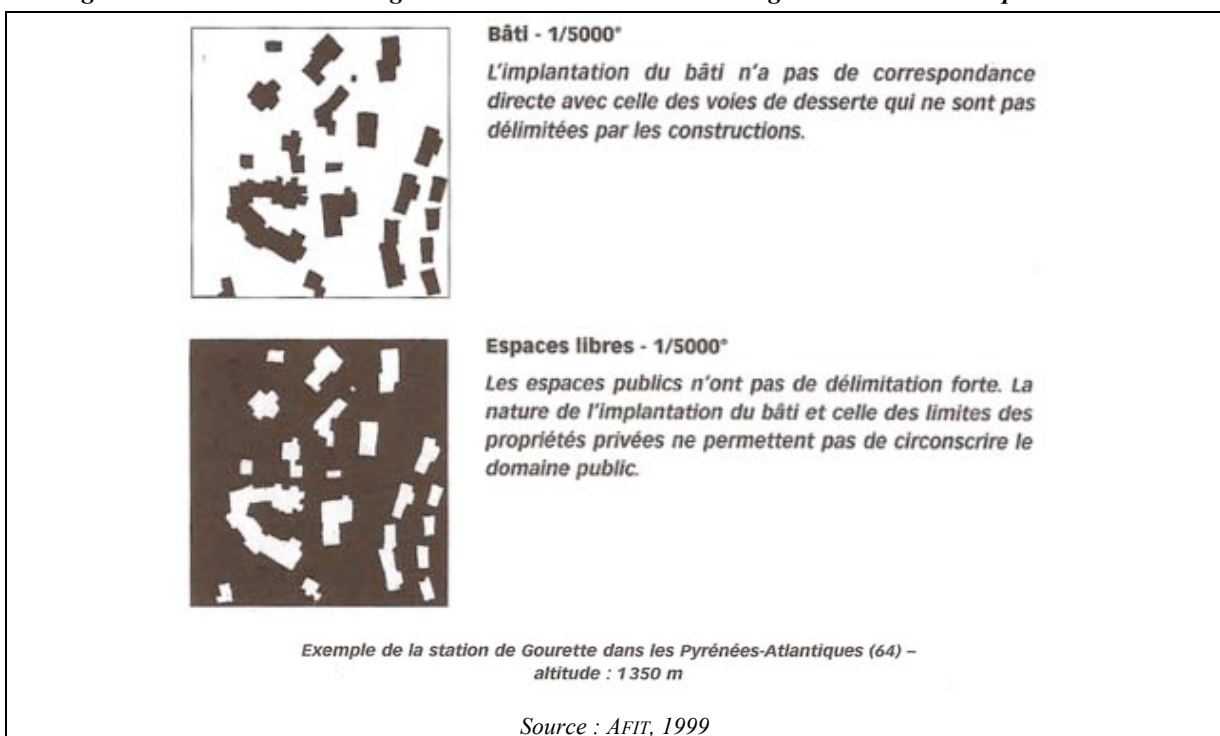 Bâti - 1/5000°
L'implantation du bâti n'a pas de correspondance
directe avec celle des voies de desserte qui ne sont pas
délimitées par les constructions.
Espaces libres - 1/5000°
Les espaces publics n'ont pas de délimitation forte. La
nature de l'implantation du bâti et celle des limites des
propriétés privées ne permettent pas de circonscrire le
domaine public.
Exemple de la station de Gourette dans les Pyrénées-Atlantiques (64) –
altitude : 1 350 m
Source : AFIT, 1999